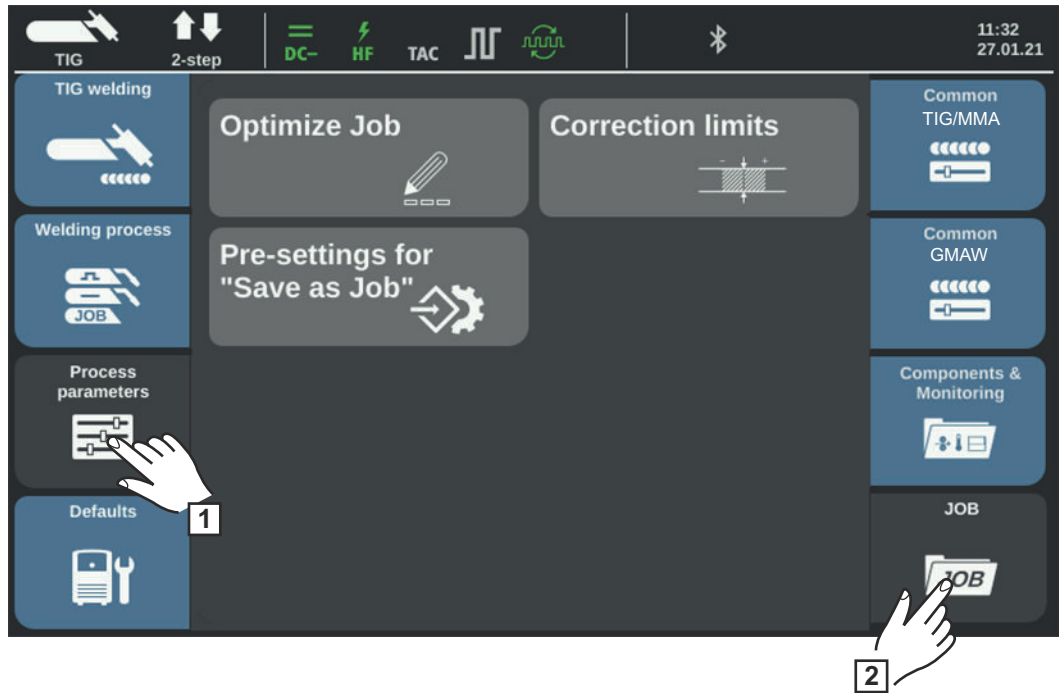 TIG
2-step
DC–
HF
TAC
11:32
27.01.21
TIG welding
Welding process
JOB
Process
parameters
Defaults
Optimize Job
Correction limits
- +
Pre-settings for
"Save as Job"
Common
TIG/MMA
Common
GMAW
Components &
Monitoring
JOB
JOB
1
2